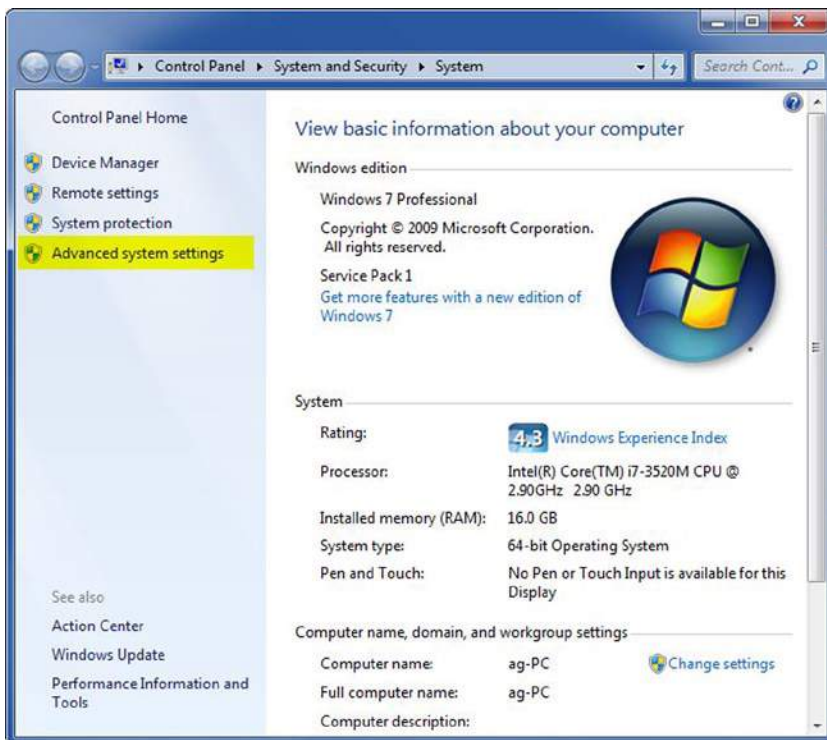 Control Panel ▸ System and Security ▸ System
Search Cont...
Control Panel Home
Device Manager
Remote settings
System protection
Advanced system settings
See also
Action Center
Windows Update
Performance Information and
Tools
View basic information about your computer
Windows edition
Windows 7 Professional
Copyright © 2009 Microsoft Corporation.
All rights reserved.
Service Pack 1
Get more features with a new edition of
Windows 7
System
Rating:
4.3 Windows Experience Index
Processor:
Intel(R) Core(TM) i7-3520M CPU @
2.90GHz 2.90 GHz
Installed memory (RAM):
16.0 GB
System type:
64-bit Operating System
Pen and Touch:
No Pen or Touch Input is available for this
Display
Computer name, domain, and workgroup settings
Computer name:
ag-PC
Change settings
Full computer name:
ag-PC
Computer description: